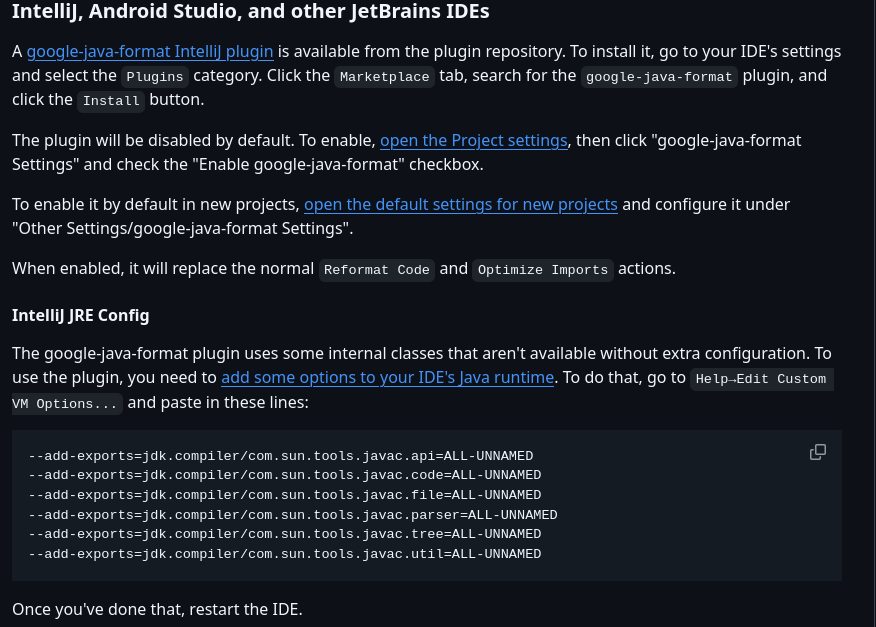 IntelliJ, Android Studio, and other JetBrains IDEs
A google-java-format IntelliJ plugin is available from the plugin repository. To install it, go to your IDE's settings
and select the Plugins category. Click the Marketplace tab, search for the google-java-format plugin, and
click the Install button.
The plugin will be disabled by default. To enable, open the Project settings, then click "google-java-format
Settings" and check the "Enable google-java-format" checkbox.
To enable it by default in new projects, open the default settings for new projects and configure it under
"Other Settings/google-java-format Settings".
When enabled, it will replace the normal Reformat Code and Optimize Imports actions.
IntelliJ JRE Config
The google-java-format plugin uses some internal classes that aren't available without extra configuration. To
use the plugin, you need to add some options to your IDE's Java runtime. To do that, go to Help→Edit Custom
VM Options... and paste in these lines:
--add-exports=jdk.compiler/com.sun.tools.javac.api=ALL-UNNAMED
--add-exports=jdk.compiler/com.sun.tools.javac.code=ALL-UNNAMED
--add-exports=jdk.compiler/com.sun.tools.javac.file=ALL-UNNAMED
--add-exports=jdk.compiler/com.sun.tools.javac.parser=ALL-UNNAMED
--add-exports=jdk.compiler/com.sun.tools.javac.tree=ALL-UNNAMED
--add-exports=jdk.compiler/com.sun.tools.javac.util=ALL-UNNAMED
Once you've done that, restart the IDE.